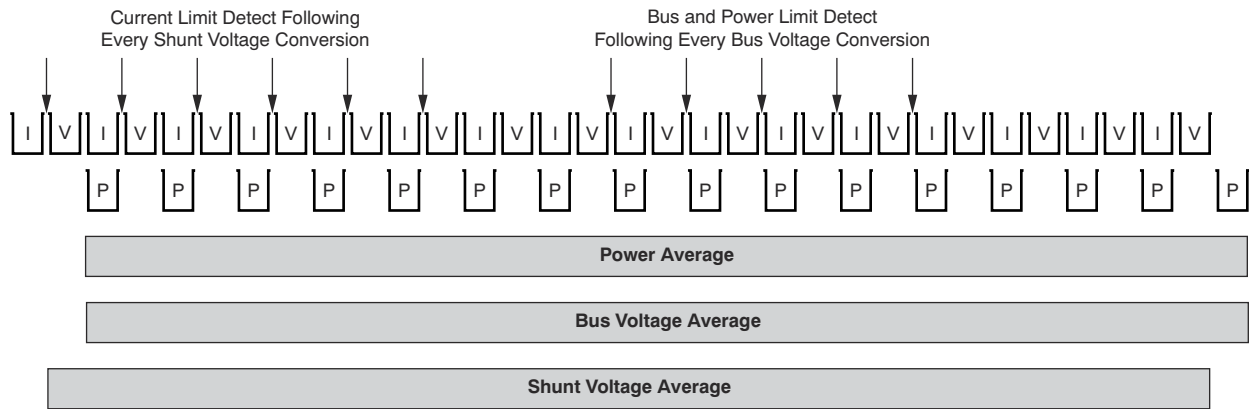 Current Limit Detect Following
Every Shunt Voltage Conversion
Bus and Power Limit Detect
Following Every Bus Voltage Conversion
I V I V I V I V I V I V I V I V I V I V I V I V I V I V I V I V
P P P P P P P P P P P P P P P P
Power Average
Bus Voltage Average
Shunt Voltage Average